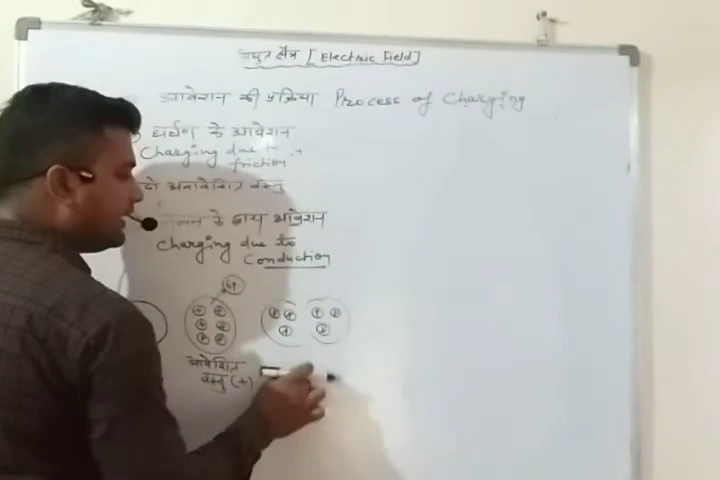 क्षेत्र [Electric Field]
आवेशन की प्रक्रिया Process of Charging
घर्षण के आवेशन
Charging due to
friction
दो अनावेशित वस्तु
के द्वारा आवेशन
Charging due to
Conduction
आवेशित
वस्तु (+)